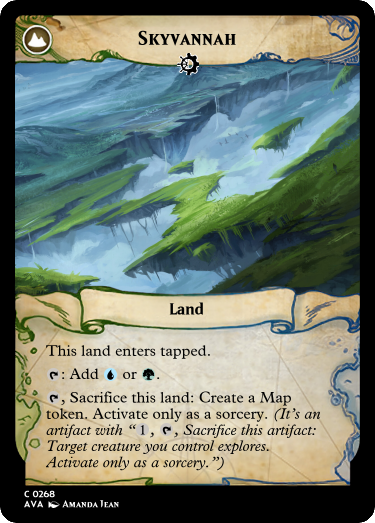 Skyvannah
Land
This land enters tapped.
: Add or .
, Sacrifice this land: Create a Map
token. Activate only as a sorcery. (It's an
artifact with “1, , Sacrifice this artifact:
Target creature you control explores.
Activate only as a sorcery.”)
C 0268
AVA Amanda Jean